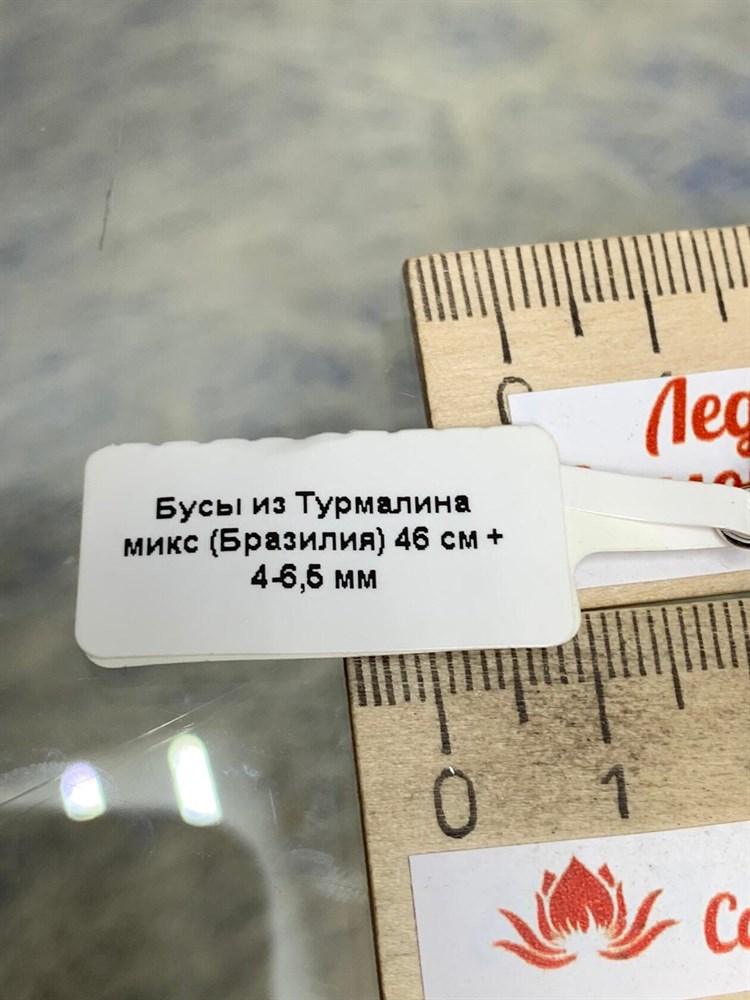 Бусы из Турмалина
микс (Бразилия) 46 см +
4-6,5 мм
0
0 1